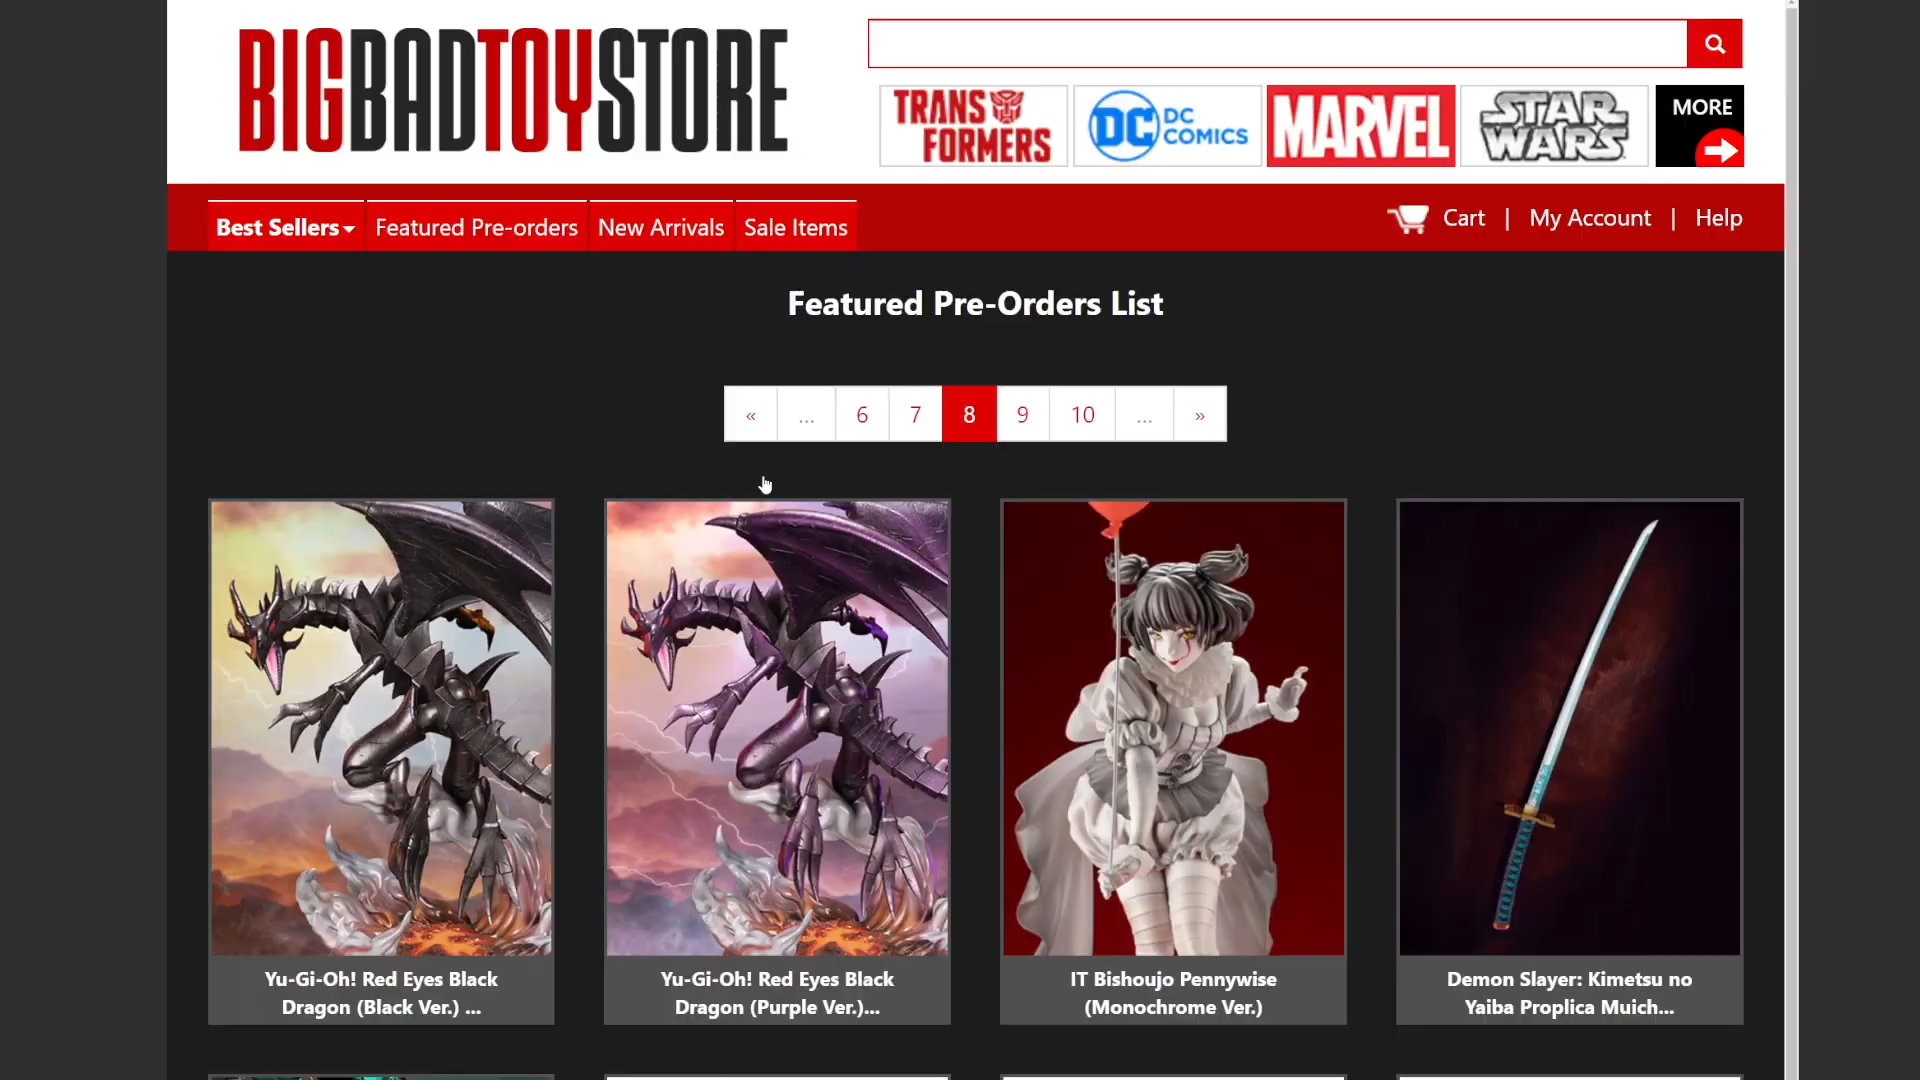 BIGBADTOYSTORE
TRANSFORMERS
DC DC COMICS
MARVEL
STAR WARS
MORE
Best Sellers
Featured Pre-orders
New Arrivals
Sale Items
Cart | My Account | Help
Featured Pre-Orders List
« ... 6 7 8 9 10 ... »
Yu-Gi-Oh! Red Eyes Black
Dragon (Black Ver.) ...
Yu-Gi-Oh! Red Eyes Black
Dragon (Purple Ver.)...
IT Bishoujo Pennywise
(Monochrome Ver.)
Demon Slayer: Kimetsu no
Yaiba Proplica Muich...